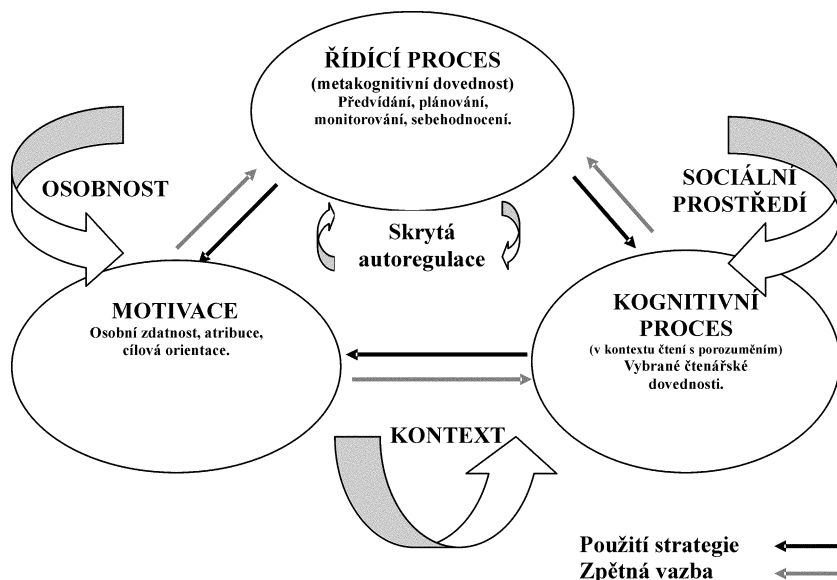 ŘÍDÍCÍ PROCES
(metakognitivní dovednost)
Předvídání, plánování,
monitorování, sebehodnocení.
OSOBNOST
SOCIÁLNÍ
PROSTŘEDÍ
Skrytá
autoregulace
MOTIVACE
Osobní zdatnost, atribuce,
cílová orientace.
KOGNITIVNÍ
PROCES
(v kontextu čtení s porozuměním)
Vybrané čtenářské
dovednosti.
KONTEXT
Použití strategie
Zpětná vazba